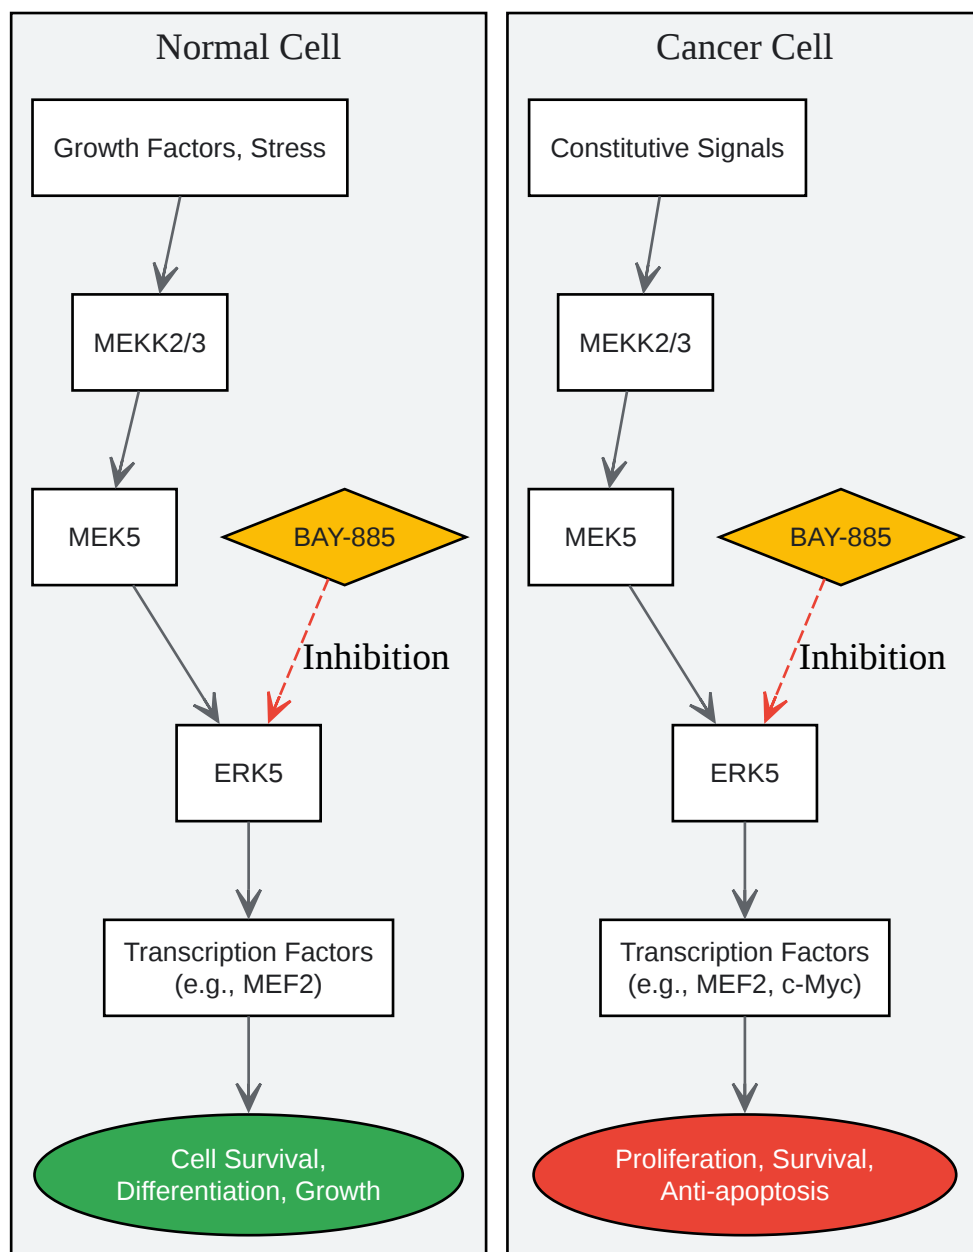 Normal Cell
Growth Factors, Stress
MEKK2/3
MEK5
BAY-885
Inhibition
ERK5
Transcription Factors
(e.g., MEF2)
Cell Survival,
Differentiation, Growth
Cancer Cell
Constitutive Signals
MEKK2/3
MEK5
BAY-885
Inhibition
ERK5
Transcription Factors
(e.g., MEF2, c-Myc)
Proliferation, Survival,
Anti-apoptosis